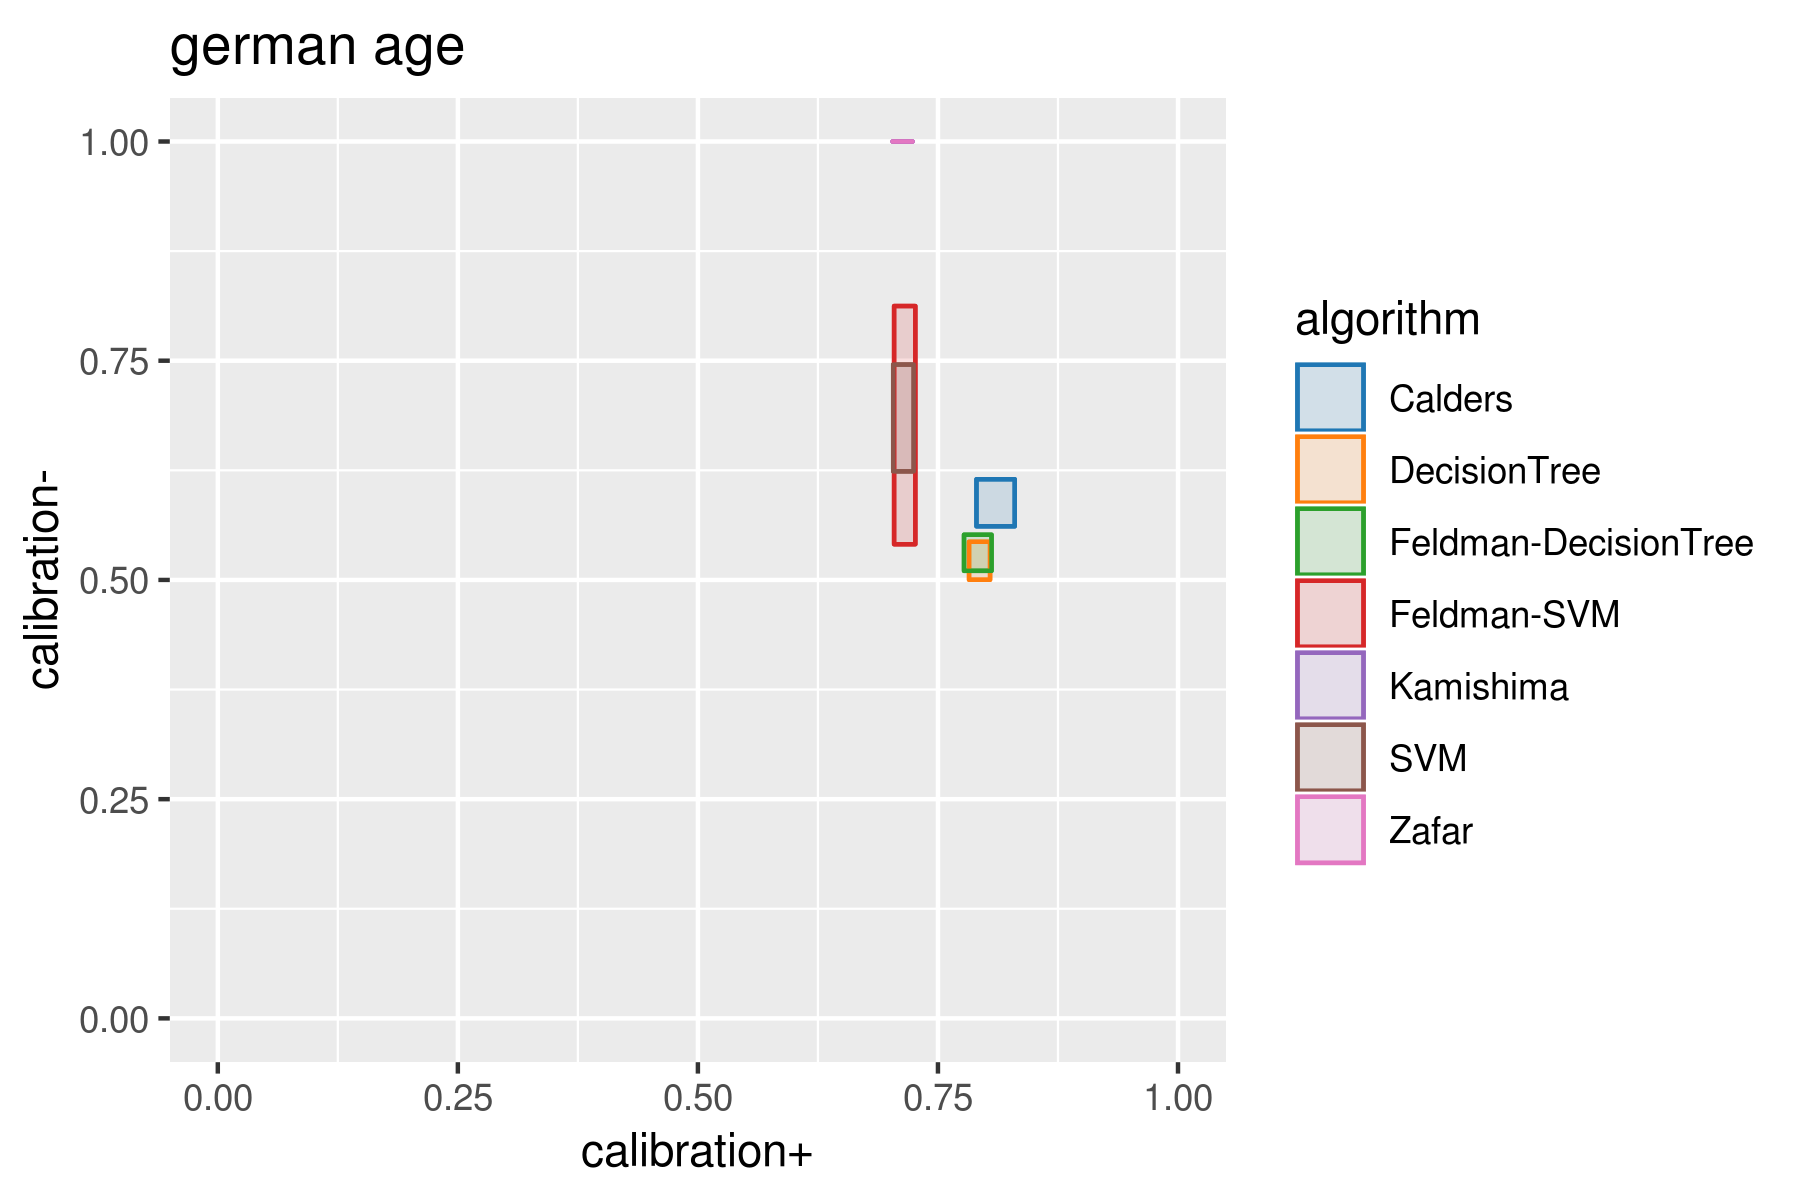 german age
1.00
0.75
0.50
0.25
0.00
calibration-
0.00 0.25 0.50 0.75 1.00
calibration+
algorithm
Calders
DecisionTree
Feldman-DecisionTree
Feldman-SVM
Kamishima
SVM
Zafar